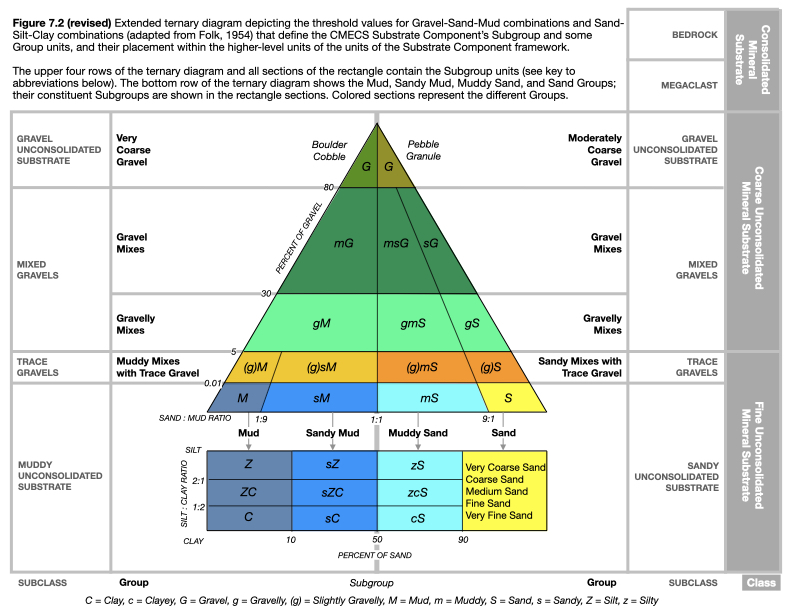 Figure 7.2 (revised) Extended ternary diagram depicting the threshold values for Gravel-Sand-Mud combinations and Sand-
Silt-Clay combinations (adapted from Folk, 1954) that define the CMECS Substrate Component's Subgroup and some
Group units, and their placement within the higher-level units of the units of the Substrate Component framework.
The upper four rows of the ternary diagram and all sections of the rectangle contain the Subgroup units (see key to
abbreviations below). The bottom row of the ternary diagram shows the Mud, Sandy Mud, Muddy Sand, and Sand Groups;
their constituent Subgroups are shown in the rectangle sections. Colored sections represent the different Groups.
BEDROCK
MEGACLAST
Consolidated
Mineral
Substrate
GRAVEL
UNCONSOLIDATED
SUBSTRATE
Very
Coarse
Gravel
Boulder
Cobble
Pebble
Granule
G
G
Moderately
Coarse
Gravel
GRAVEL
UNCONSOLIDATED
SUBSTRATE
80
PERCENT OF GRAVEL
MIXED
GRAVELS
Gravel
Mixes
mG
msG
sG
Gravel
Mixes
MIXED
GRAVELS
Coarse Unconsolidated
Mineral Substrate
30
Gravelly
Mixes
gM
gmS
gS
Gravelly
Mixes
5
TRACE
GRAVELS
Muddy Mixes
with Trace Gravel
(g)M
(g)sM
(g)mS
(g)S
Sandy Mixes with
Trace Gravel
TRACE
GRAVELS
0.01
M
sM
mS
S
SAND : MUD RATIO
1:9
1:1
9:1
Mud
Sandy Mud
Muddy Sand
Sand
MUDDY
UNCONSOLIDATED
SUBSTRATE
SILT
SILT : CLAY RATIO
2:1
1:2
CLAY
Z
sZ
zS
ZC
sZC
zcS
C
sC
cS
Very Coarse Sand
Coarse Sand
Medium Sand
Fine Sand
Very Fine Sand
10
50
90
PERCENT OF SAND
SANDY
UNCONSOLIDATED
SUBSTRATE
Fine Unconsolidated
Mineral Substrate
SUBCLASS
Group
Subgroup
Group
SUBCLASS
Class
C = Clay, c = Clayey, G = Gravel, g = Gravelly, (g) = Slightly Gravelly, M = Mud, m = Muddy, S = Sand, s = Sandy, Z = Silt, z = Silty